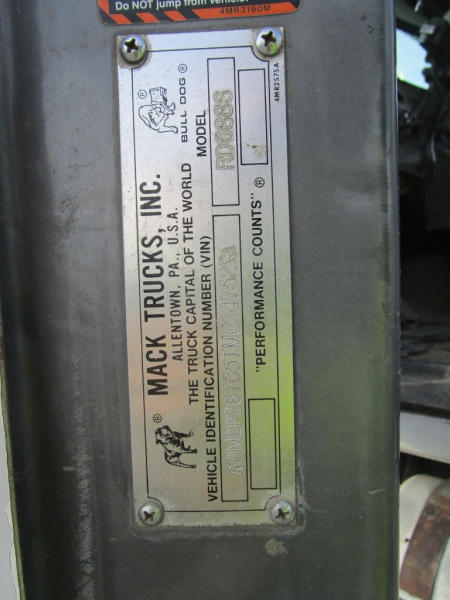 Do NOT jump from vehicle.
4MR3190M
4MR2575A
® ®
BULL DOG ®
MACK TRUCKS, INC.
ALLENTOWN, PA., U.S.A.
THE TRUCK CAPITAL OF THE WORLD
VEHICLE IDENTIFICATION NUMBER (VIN) MODEL
RD688S
"PERFORMANCE COUNTS" ®